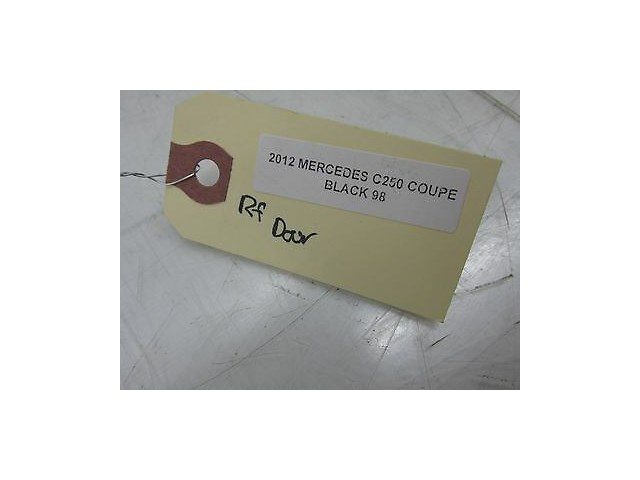 2012 MERCEDES C250 COUPE
BLACK 98
Rf
Door